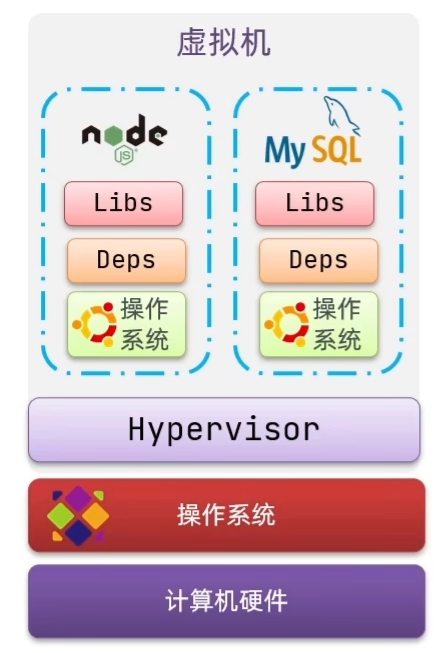 虚拟机
node
JS
MySQL
Libs
Libs
Deps
Deps
操作
系统
操作
系统
Hypervisor
操作系统
计算机硬件